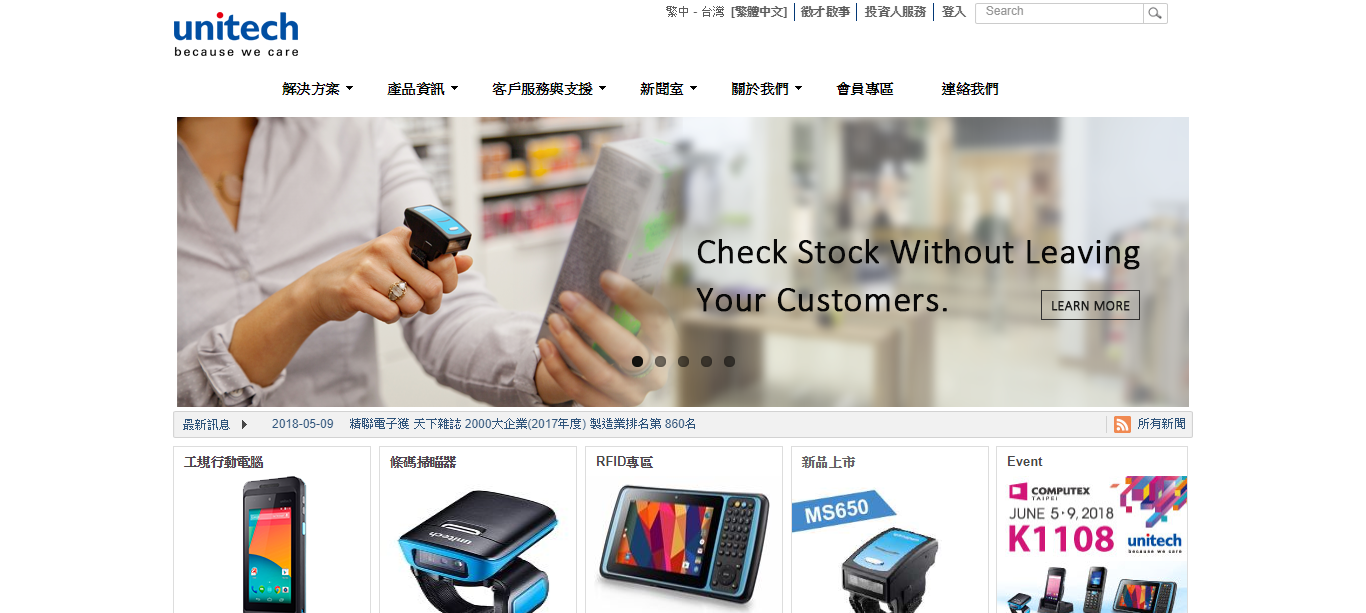 unitech
because we care
繁中 - 台灣 [繁體中文] 徵才啟事 投資人服務 登入 Search
解決方案 產品資訊 客戶服務與支援 新聞室 關於我們 會員專區 連絡我們
Check Stock Without Leaving
Your Customers.
LEARN MORE
最新訊息 2018-05-09 精聯電子獲 天下雜誌 2000大企業(2017年度) 製造業排名第 860名 所有新聞
工規行動電腦
條碼掃瞄器
unitech
RFID專區
新品上市
MS650
Event
COMPUTEX
TAIPEI
JUNE 5·9, 2018
K1108
unitech
because we care